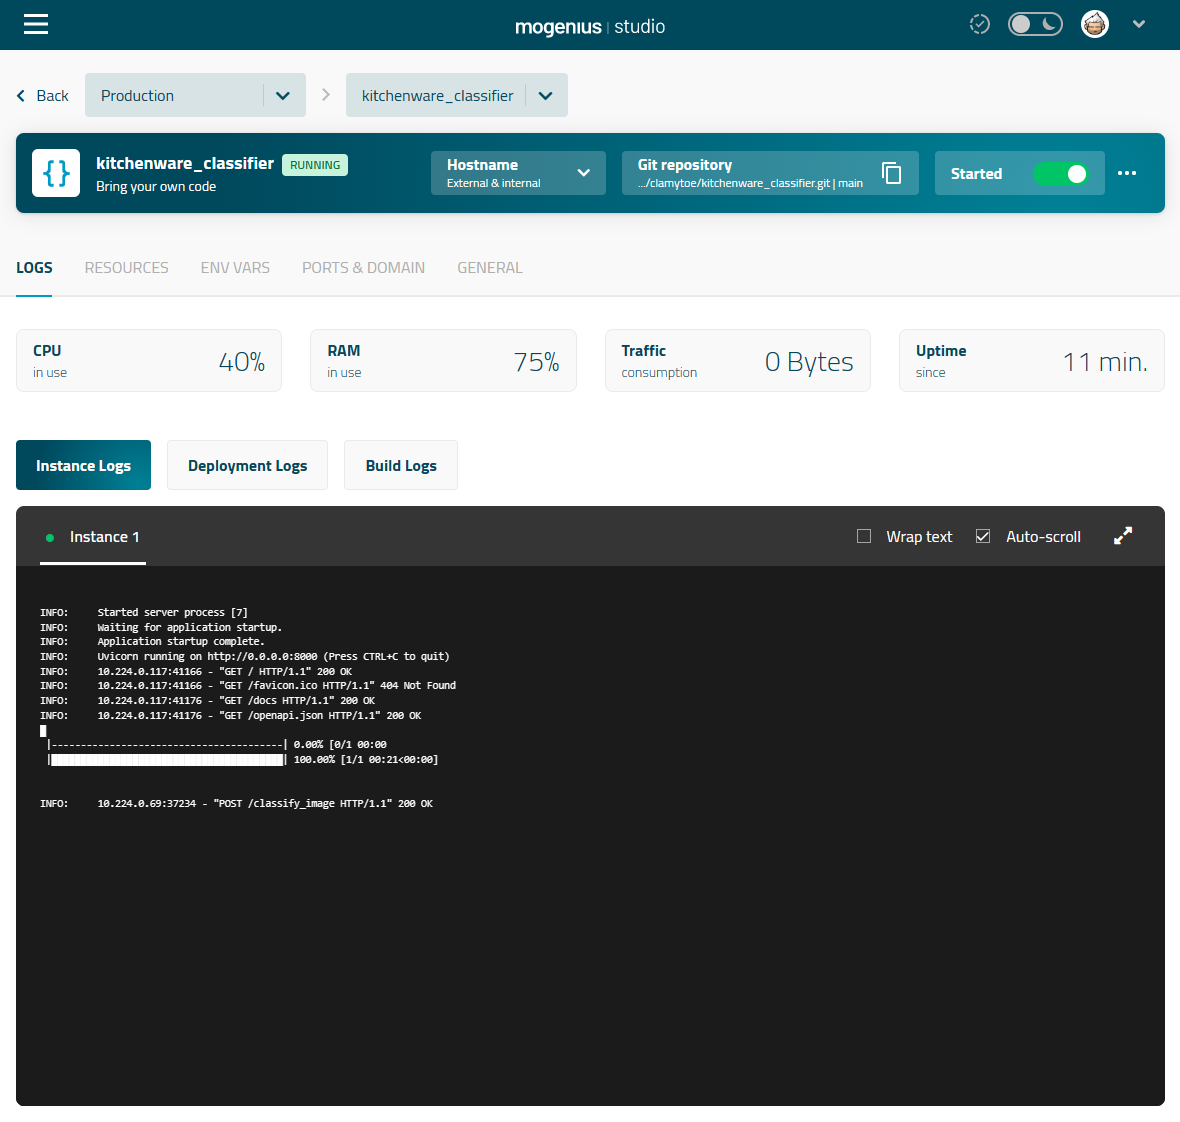 mogenius | studio
Back
Production
kitchenware_classifier
{}
kitchenware_classifier RUNNING
Bring your own code
Hostname
External & internal
Git repository
.../clamytoe/kitchenware_classifier.git | main
Started
LOGS RESOURCES ENV VARS PORTS & DOMAIN GENERAL
CPU
in use
40%
RAM
in use
75%
Traffic
consumption
0 Bytes
Uptime
since
11 min.
Instance Logs Deployment Logs Build Logs
Instance 1 Wrap text Auto-scroll
INFO: Started server process [7]
INFO: Waiting for application startup.
INFO: Application startup complete.
INFO: Uvicorn running on http://0.0.0.0:8000 (Press CTRL+C to quit)
INFO: 10.224.0.117:41166 - "GET / HTTP/1.1" 200 OK
INFO: 10.224.0.117:41166 - "GET /favicon.ico HTTP/1.1" 404 Not Found
INFO: 10.224.0.117:41176 - "GET /docs HTTP/1.1" 200 OK
INFO: 10.224.0.117:41176 - "GET /openapi.json HTTP/1.1" 200 OK
█
|----------------------------------------| 0.00% [0/1 00:00
|████████████████████████████████████████| 100.00% [1/1 00:21<00:00]
INFO: 10.224.0.69:37234 - "POST /classify_image HTTP/1.1" 200 OK